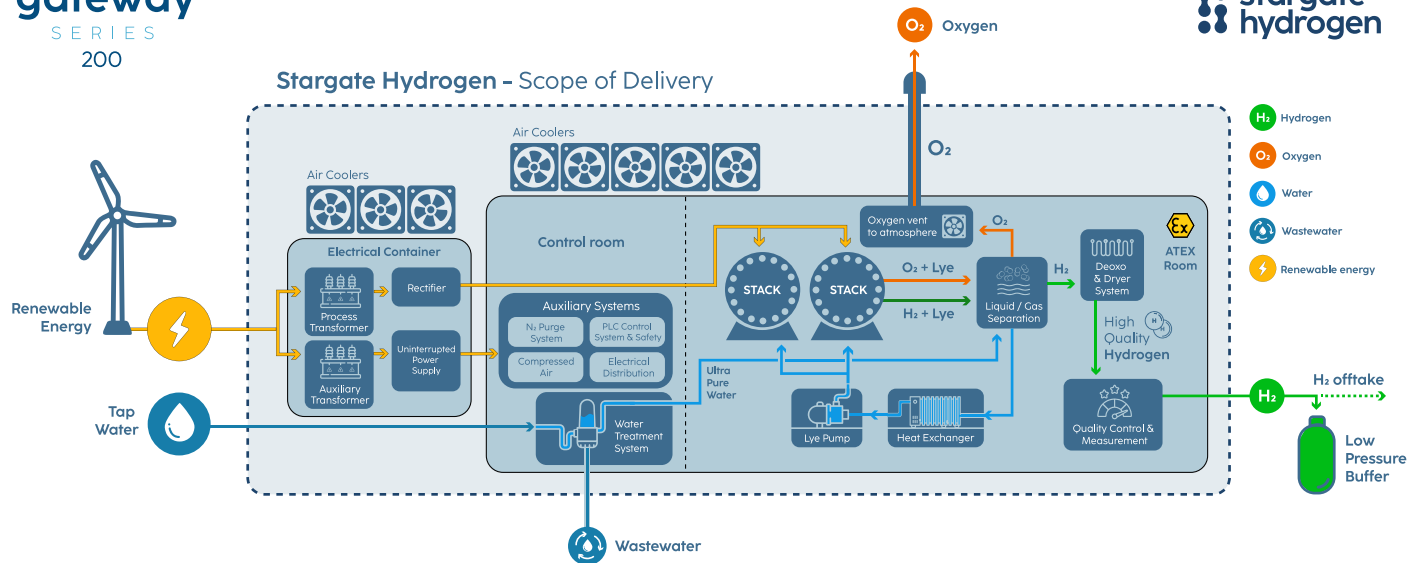 gateway
SERIES
200
stargate
hydrogen
Stargate Hydrogen - Scope of Delivery
O₂ Oxygen
Air Coolers
Air Coolers
O₂
H₂ Hydrogen
O₂ Oxygen
Water
Wastewater
Renewable energy
Electrical Container
Process
Transformer
Rectifier
Auxiliary
Transformer
Uninterrupted
Power
Supply
Renewable
Energy
Tap
Water
Control room
Auxiliary Systems
N₂ Purge
System
PLC Control
System & Safety
Compressed
Air
Electrical
Distribution
Water
Treatment
System
Wastewater
Ultra
Pure
Water
STACK
STACK
Oxygen vent
to atmosphere
O₂
O₂ + Lye
H₂ + Lye
Liquid / Gas
Separation
H₂
Deoxo
& Dryer
System
Ex
ATEX
Room
High
Quality
Hydrogen
H
H
Lye Pump
Heat Exchanger
Quality Control &
Measurement
H₂
H₂ offtake
Low
Pressure
Buffer